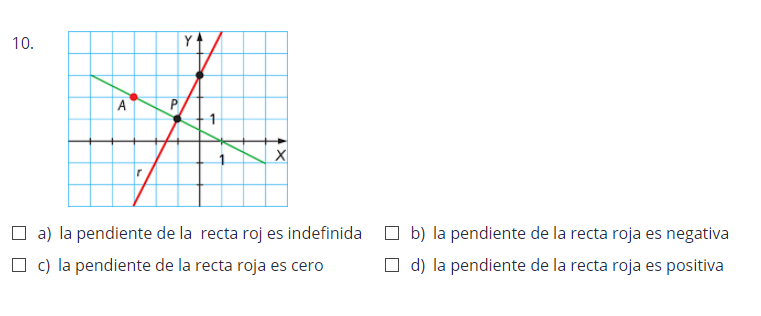 10.
Y
A
P
1
1
X
r
a) la pendiente de la recta roj es indefinida
b) la pendiente de la recta roja es negativa
c) la pendiente de la recta roja es cero
d) la pendiente de la recta roja es positiva